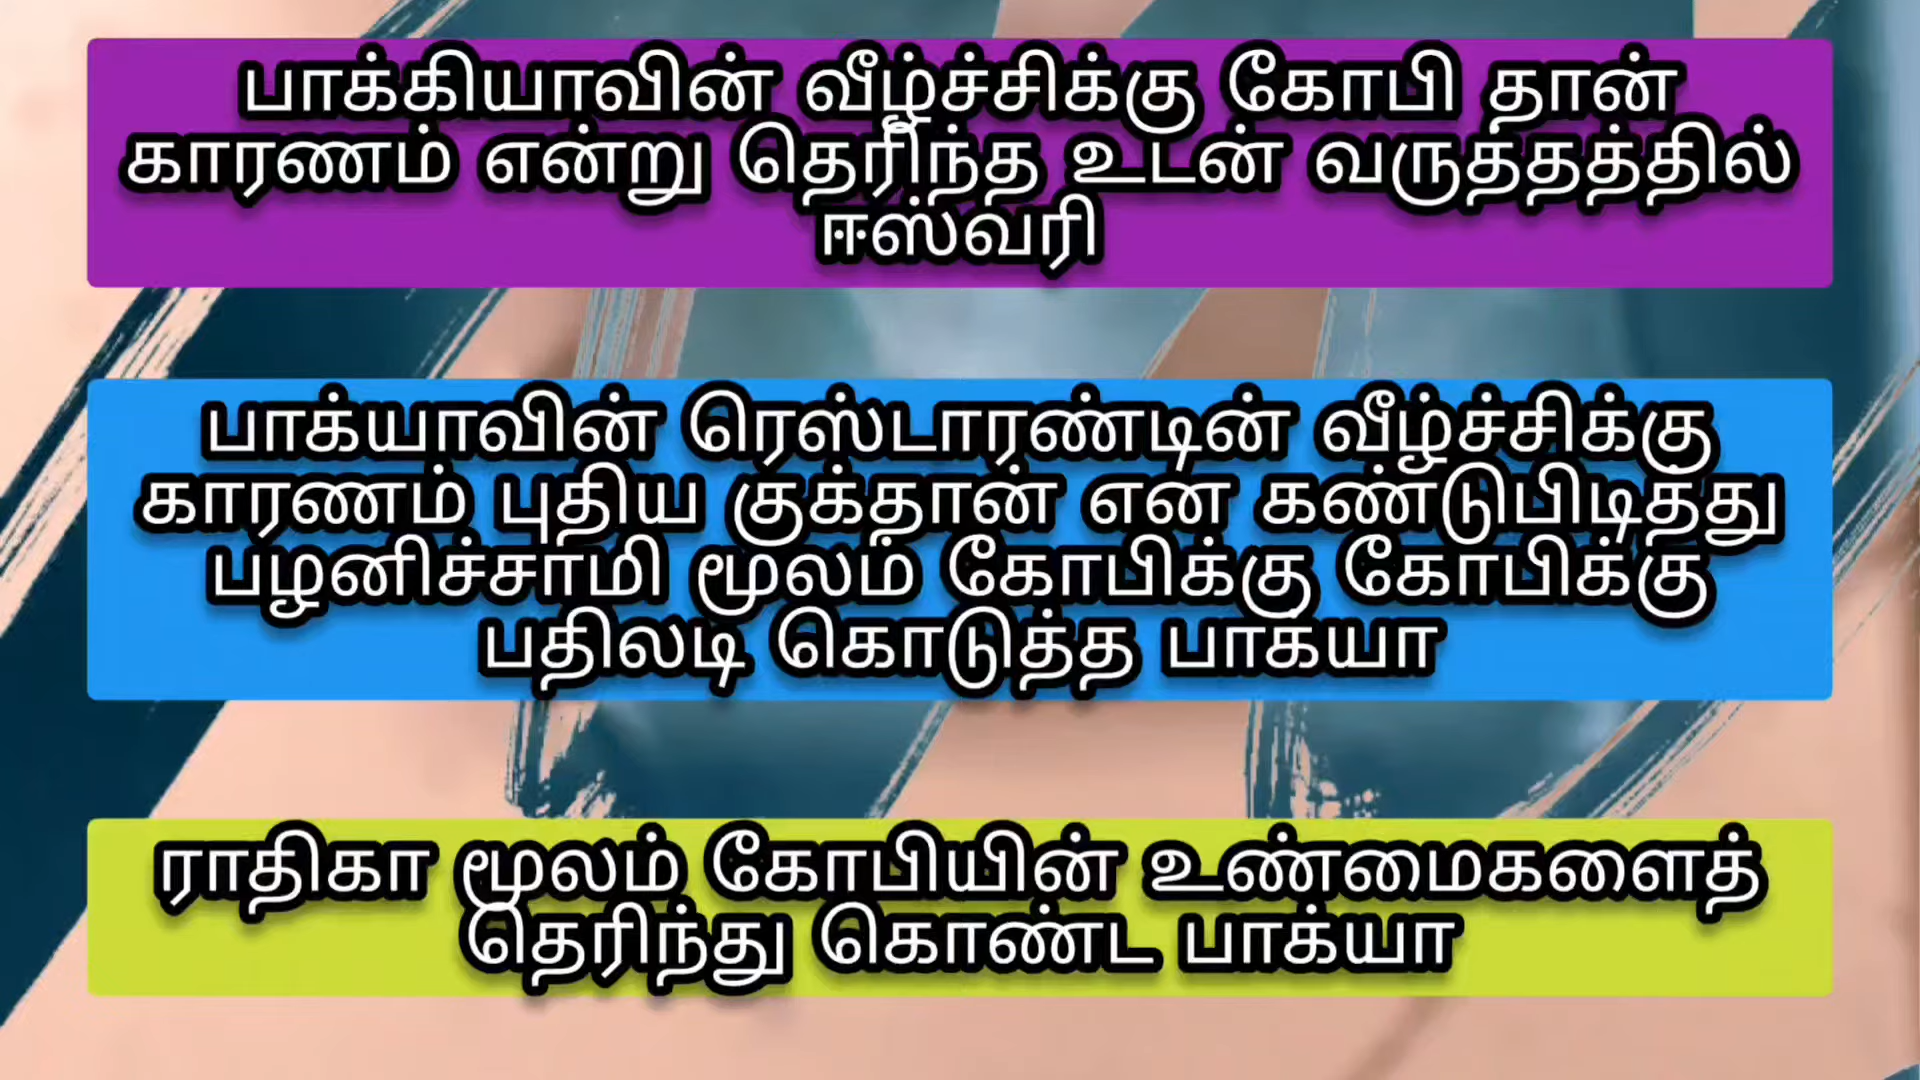 பாக்கியாவின் வீழ்ச்சிக்கு கோபி தான்
காரணம் என்று தெரிந்த உடன் வருத்தத்தில்
ஈஸ்வரி
பாக்யாவின் ரெஸ்டாரண்டின் வீழ்ச்சிக்கு
காரணம் புதிய குக்தான் என கண்டுபிடித்து
பழனிச்சாமி மூலம் கோபிக்கு கோபிக்கு
பதிலடி கொடுத்த பாக்யா
ராதிகா மூலம் கோபியின் உண்மைகளைத்
தெரிந்து கொண்ட பாக்யா